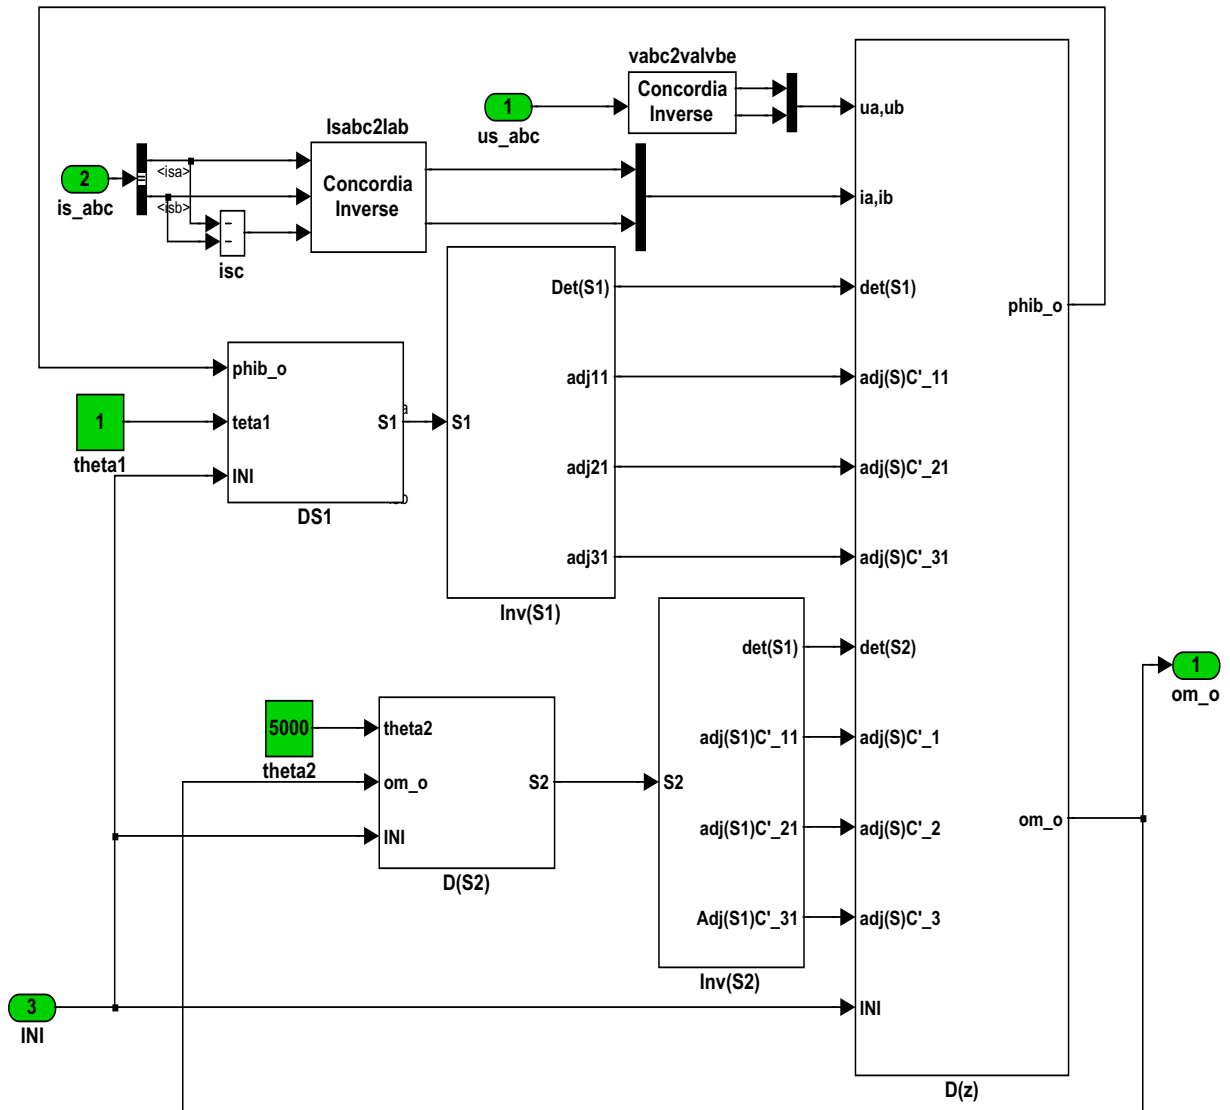 vabc2valvbe
Concordia
Inverse
ua,ub
1
us_abc
Isabc2Iab
<isa>
Concordia
Inverse
2
is_abc
<isb>
ia,ib
-
-
isc
Det(S1)
det(S1)
phib_o
phib_o
adj11
adj(S)C'_11
1
teta1
S1
S1
theta1
adj21
adj(S)C'_21
INI
DS1
adj31
adj(S)C'_31
Inv(S1)
det(S1)
det(S2)
1
om_o
5000
theta2
adj(S1)C'_11
adj(S)C'_1
theta2
om_o
S2
S2
om_o
adj(S1)C'_21
adj(S)C'_2
INI
D(S2)
Adj(S1)C'_31
adj(S)C'_3
Inv(S2)
3
INI
INI
D(z)